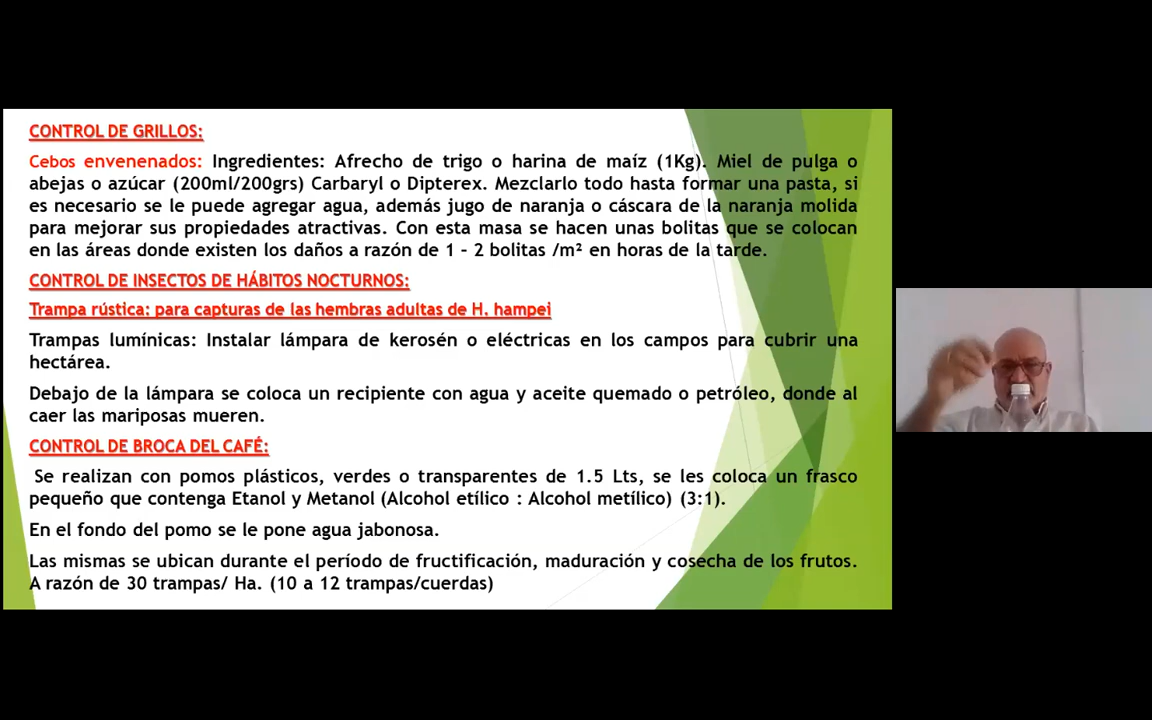 CONTROL DE GRILLOS:
Cebos envenenados: Ingredientes: Afrecho de trigo o harina de maíz (1Kg). Miel de pulga o
abejas o azúcar (200ml/200grs) Carbaryl o Dipterex. Mezclarlo todo hasta formar una pasta, si
es necesario se le puede agregar agua, además jugo de naranja o cáscara de la naranja molida
para mejorar sus propiedades atractivas. Con esta masa se hacen unas bolitas que se colocan
en las áreas donde existen los daños a razón de 1 - 2 bolitas /m² en horas de la tarde.
CONTROL DE INSECTOS DE HÁBITOS NOCTURNOS:
Trampa rústica: para capturas de las hembras adultas de H. hampei
Trampas lumínicas: Instalar lámpara de kerosén o eléctricas en los campos para cubrir una
hectárea.
Debajo de la lámpara se coloca un recipiente con agua y aceite quemado o petróleo, donde al
caer las mariposas mueren.
CONTROL DE BROCA DEL CAFÉ:
Se realizan con pomos plásticos, verdes o transparentes de 1.5 Lts, se les coloca un frasco
pequeño que contenga Etanol y Metanol (Alcohol etílico : Alcohol metílico) (3:1).
En el fondo del pomo se le pone agua jabonosa.
Las mismas se ubican durante el período de fructificación, maduración y cosecha de los frutos.
A razón de 30 trampas/ Ha. (10 a 12 trampas/cuerdas)